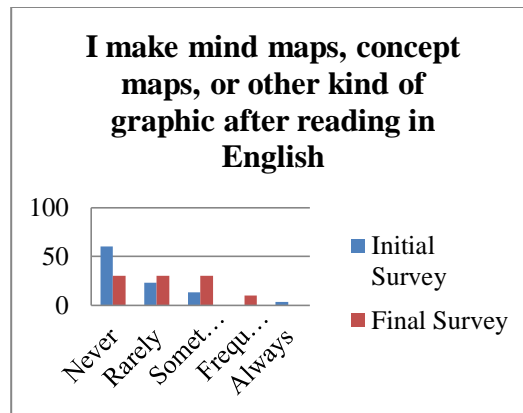 I make mind maps, concept
maps, or other kind of
graphic after reading in
English
100
50
0
Never
Rarely
Somet...
Frequ...
Always
Initial
Survey
Final Survey